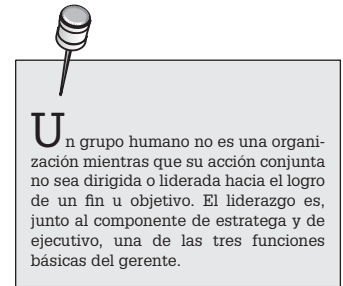 Un grupo humano no es una organi-
zación mientras que su acción conjunta
no sea dirigida o liderada hacia el logro
de un fin u objetivo. El liderazgo es,
junto al componente de estratega y de
ejecutivo, una de las tres funciones
básicas del gerente.